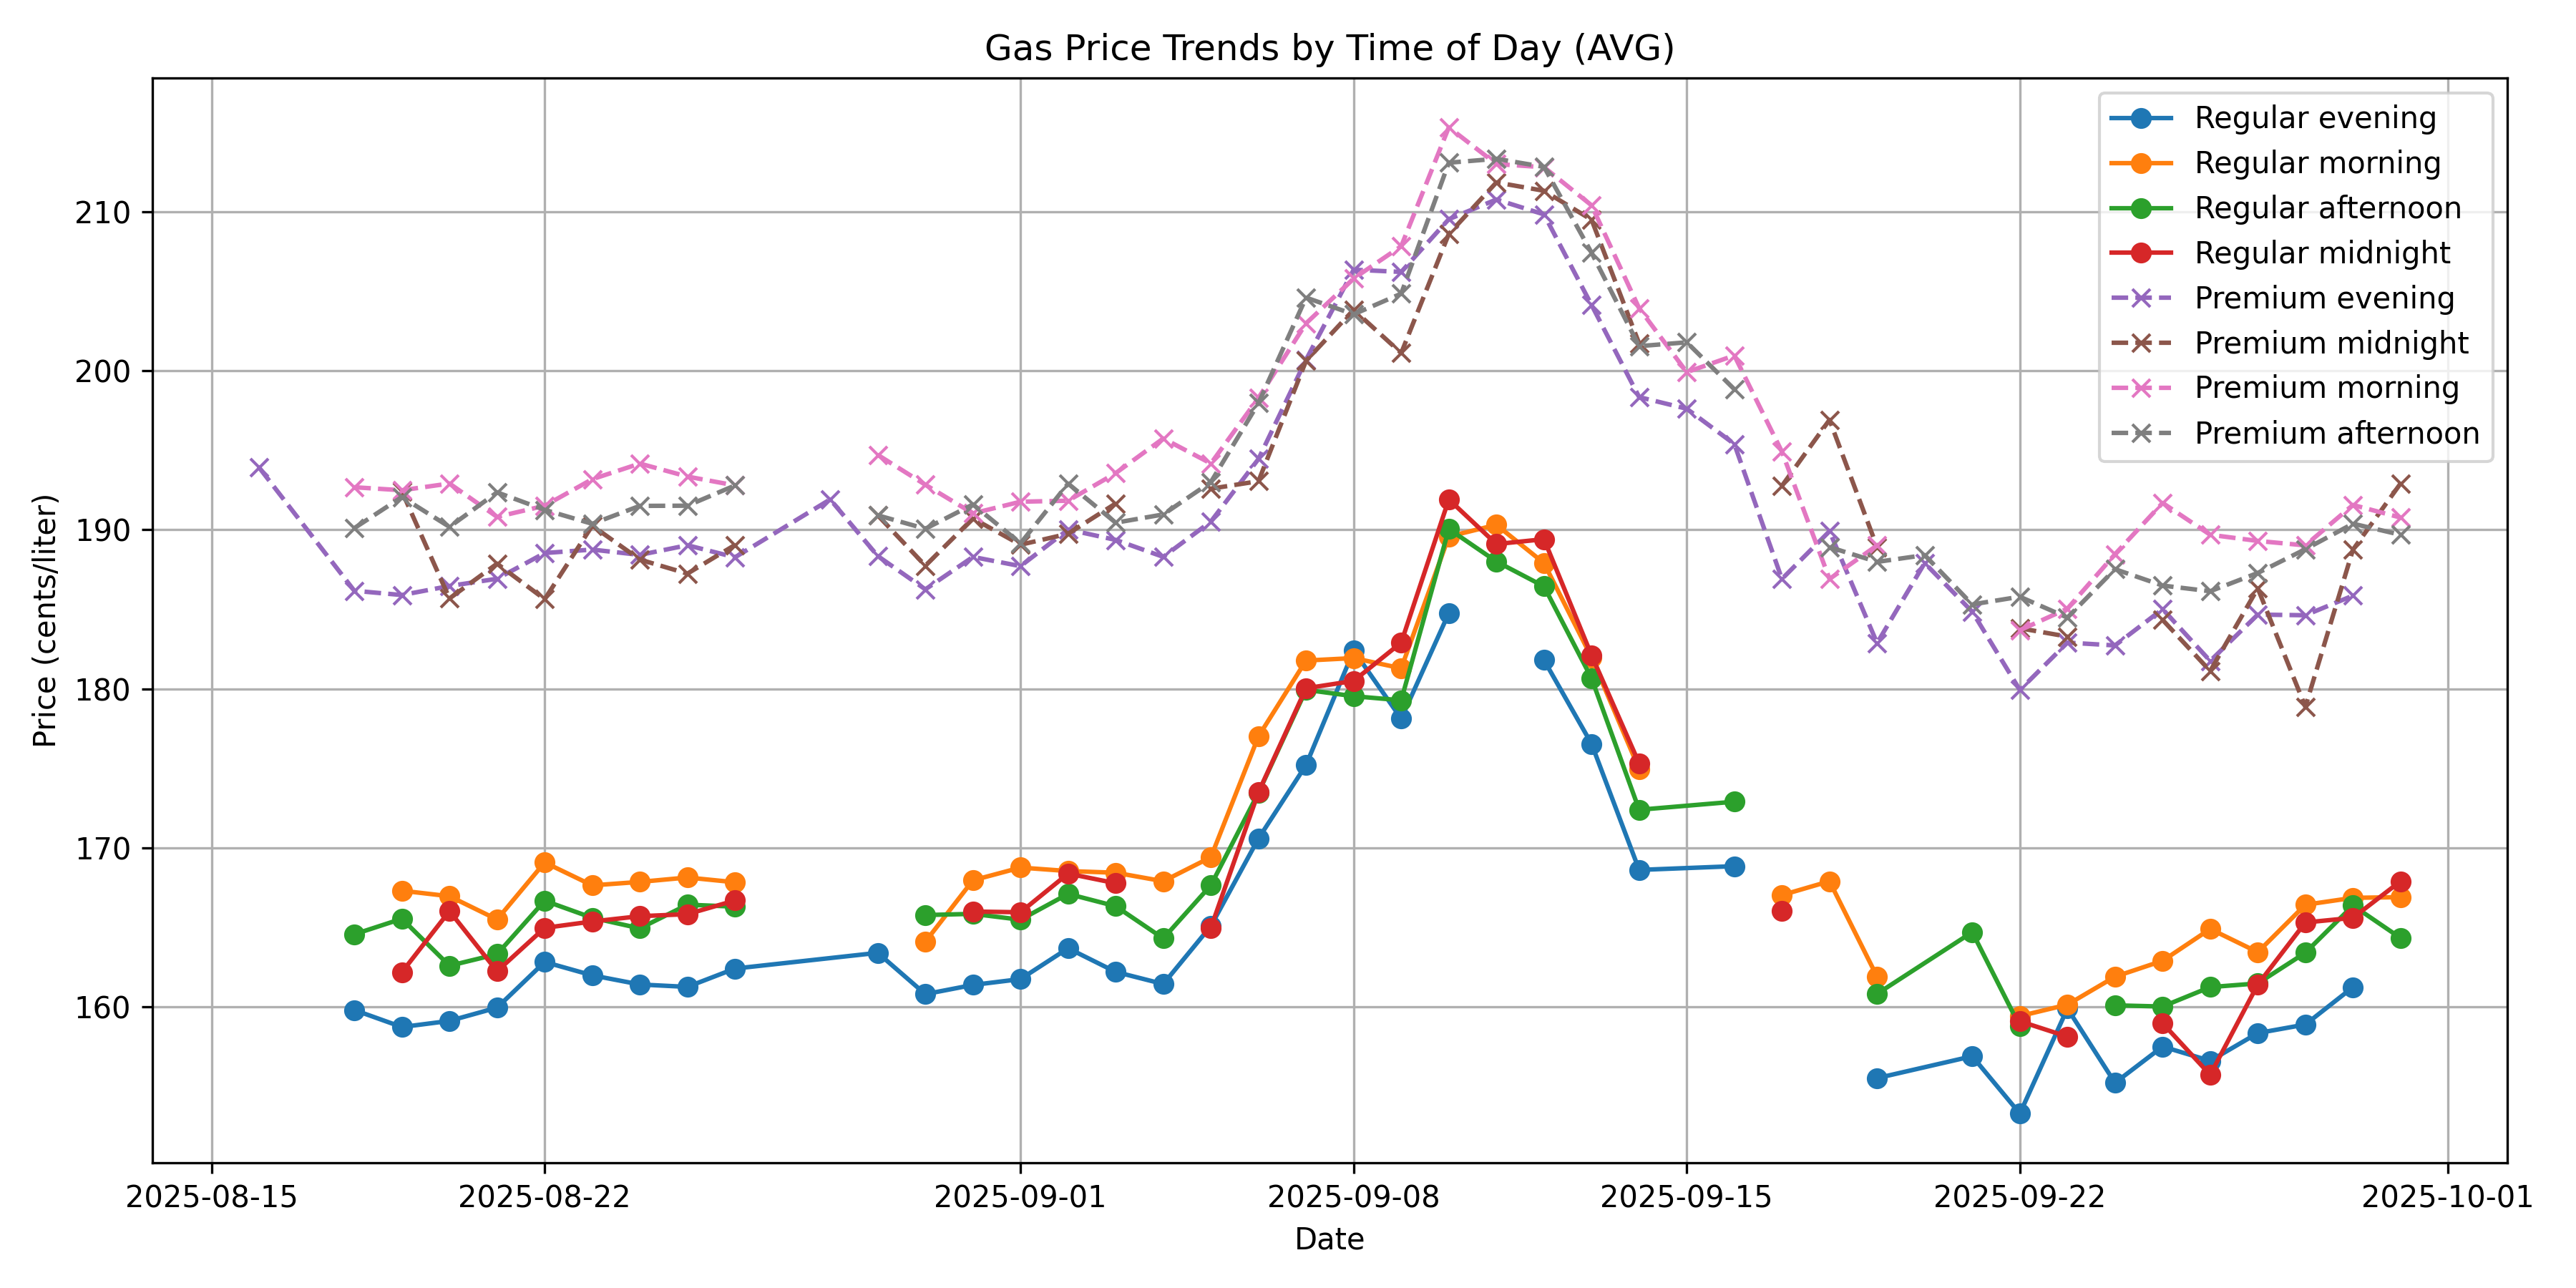 Gas Price Trends by Time of Day (AVG)
Regular evening
Regular morning
Regular afternoon
Regular midnight
Premium evening
Premium midnight
Premium morning
Premium afternoon
Price (cents/liter)
210
200
190
180
170
160
2025-08-15 2025-08-22 2025-09-01 2025-09-08 2025-09-15 2025-09-22 2025-10-01
Date